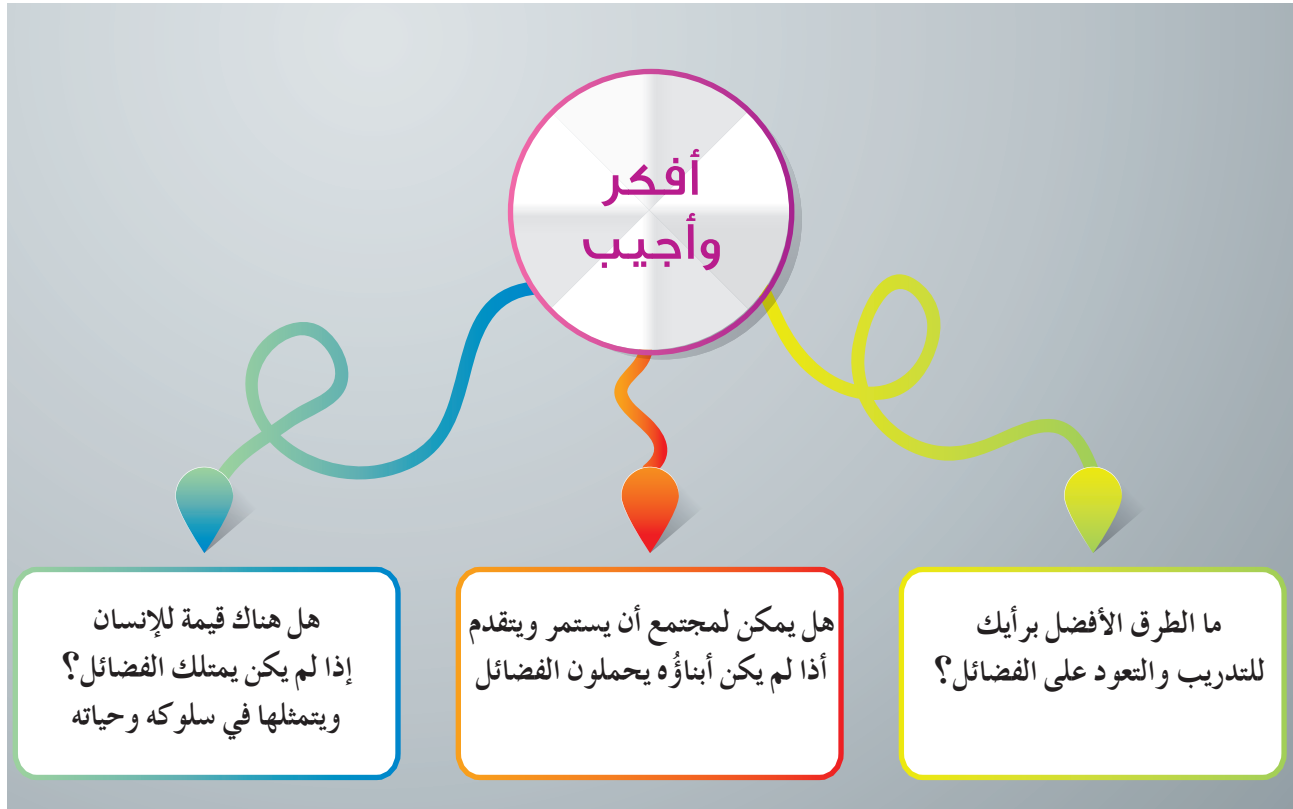 أفكر
وأجيب
ما الطرق الأفضل برأيك
للتدريب والتعود على الفضائل؟
هل يمكن لمجتمع أن يستمر ويتقدم
أذا لم يكن أبناؤُه يحملون الفضائل
هل هناك قيمة للإنسان
إذا لم يكن يمتلك الفضائل؟
ويتمثلها في سلوكه وحياته